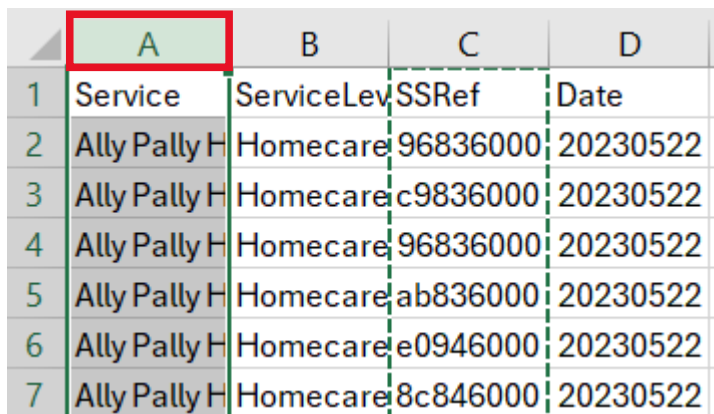 A B C D
1 Service ServiceLev SSRef Date
2 Ally Pally H Homecare 96836000 20230522
3 Ally Pally H Homecare c9836000 20230522
4 Ally Pally H Homecare 96836000 20230522
5 Ally Pally H Homecare ab836000 20230522
6 Ally Pally H Homecare e0946000 20230522
7 Ally Pally H Homecare 8c846000 20230522